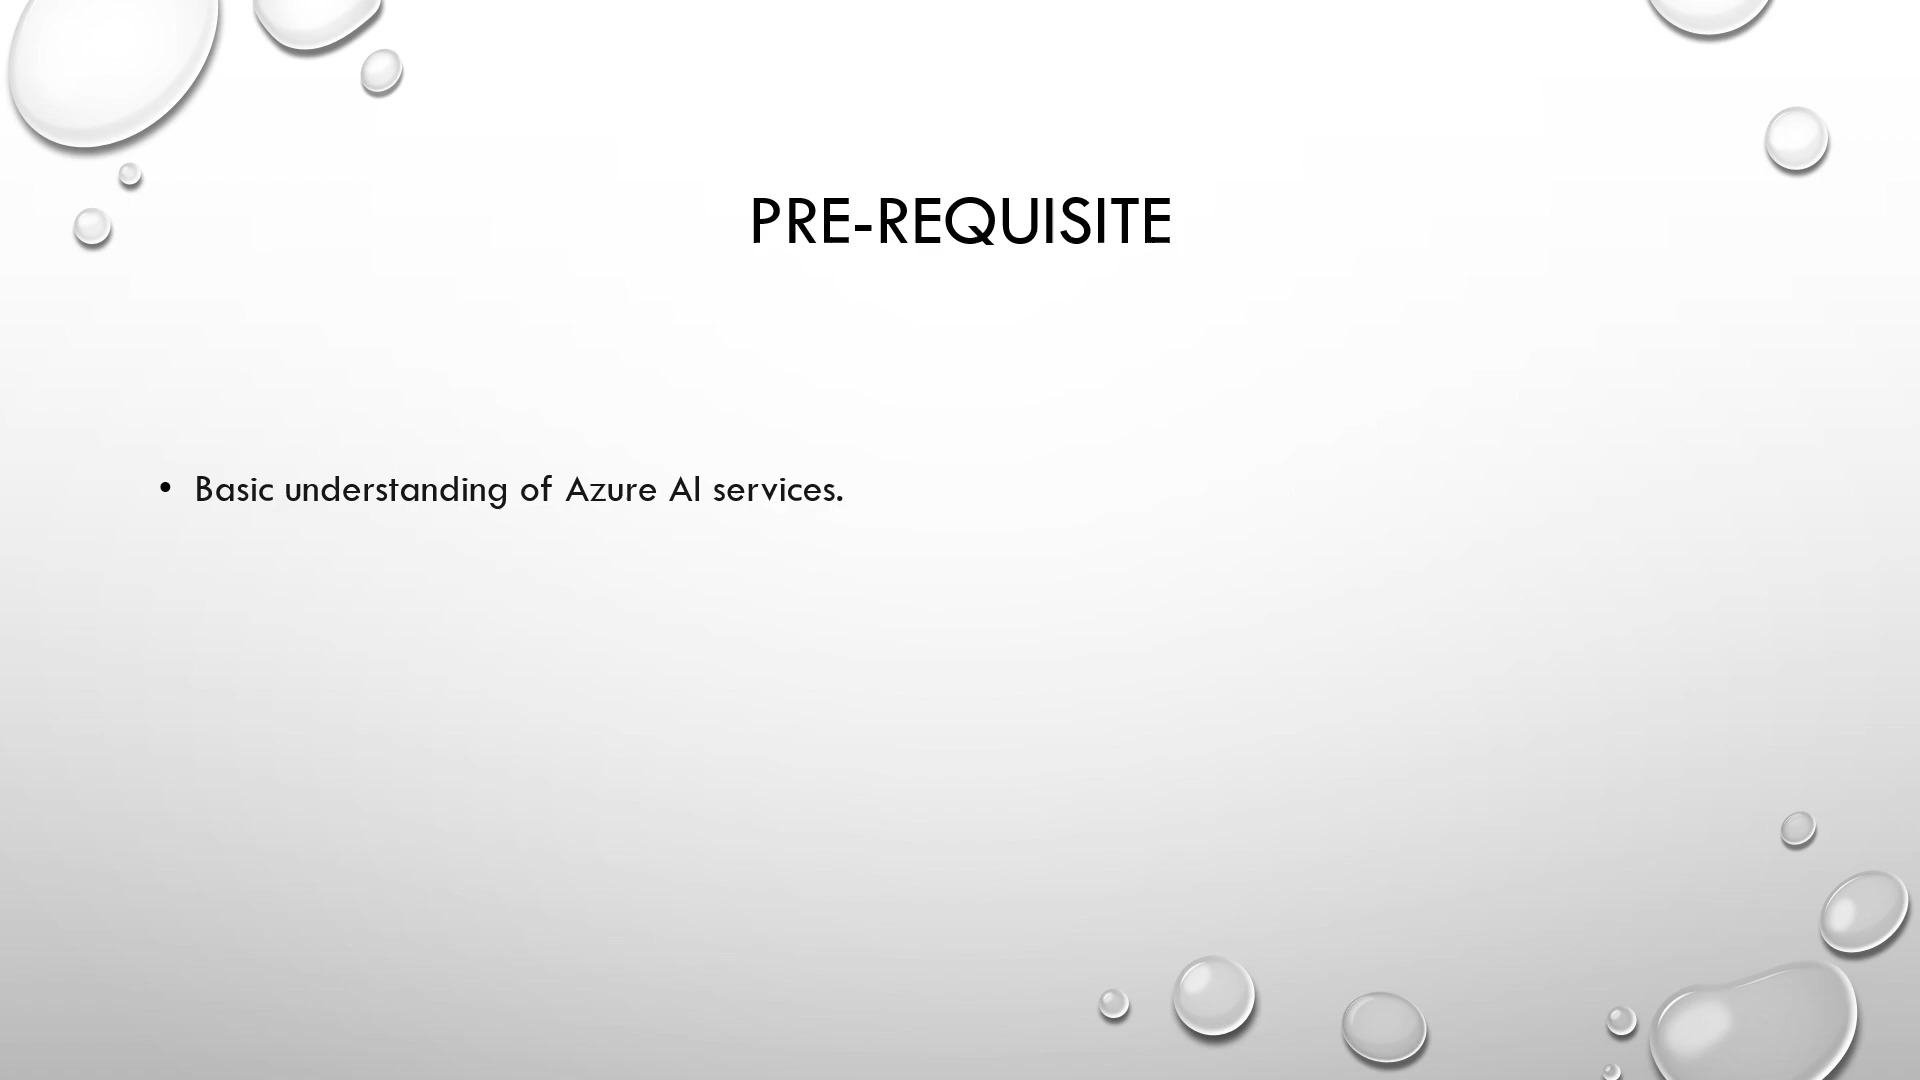 PRE-REQUISITE
• Basic understanding of Azure AI services.